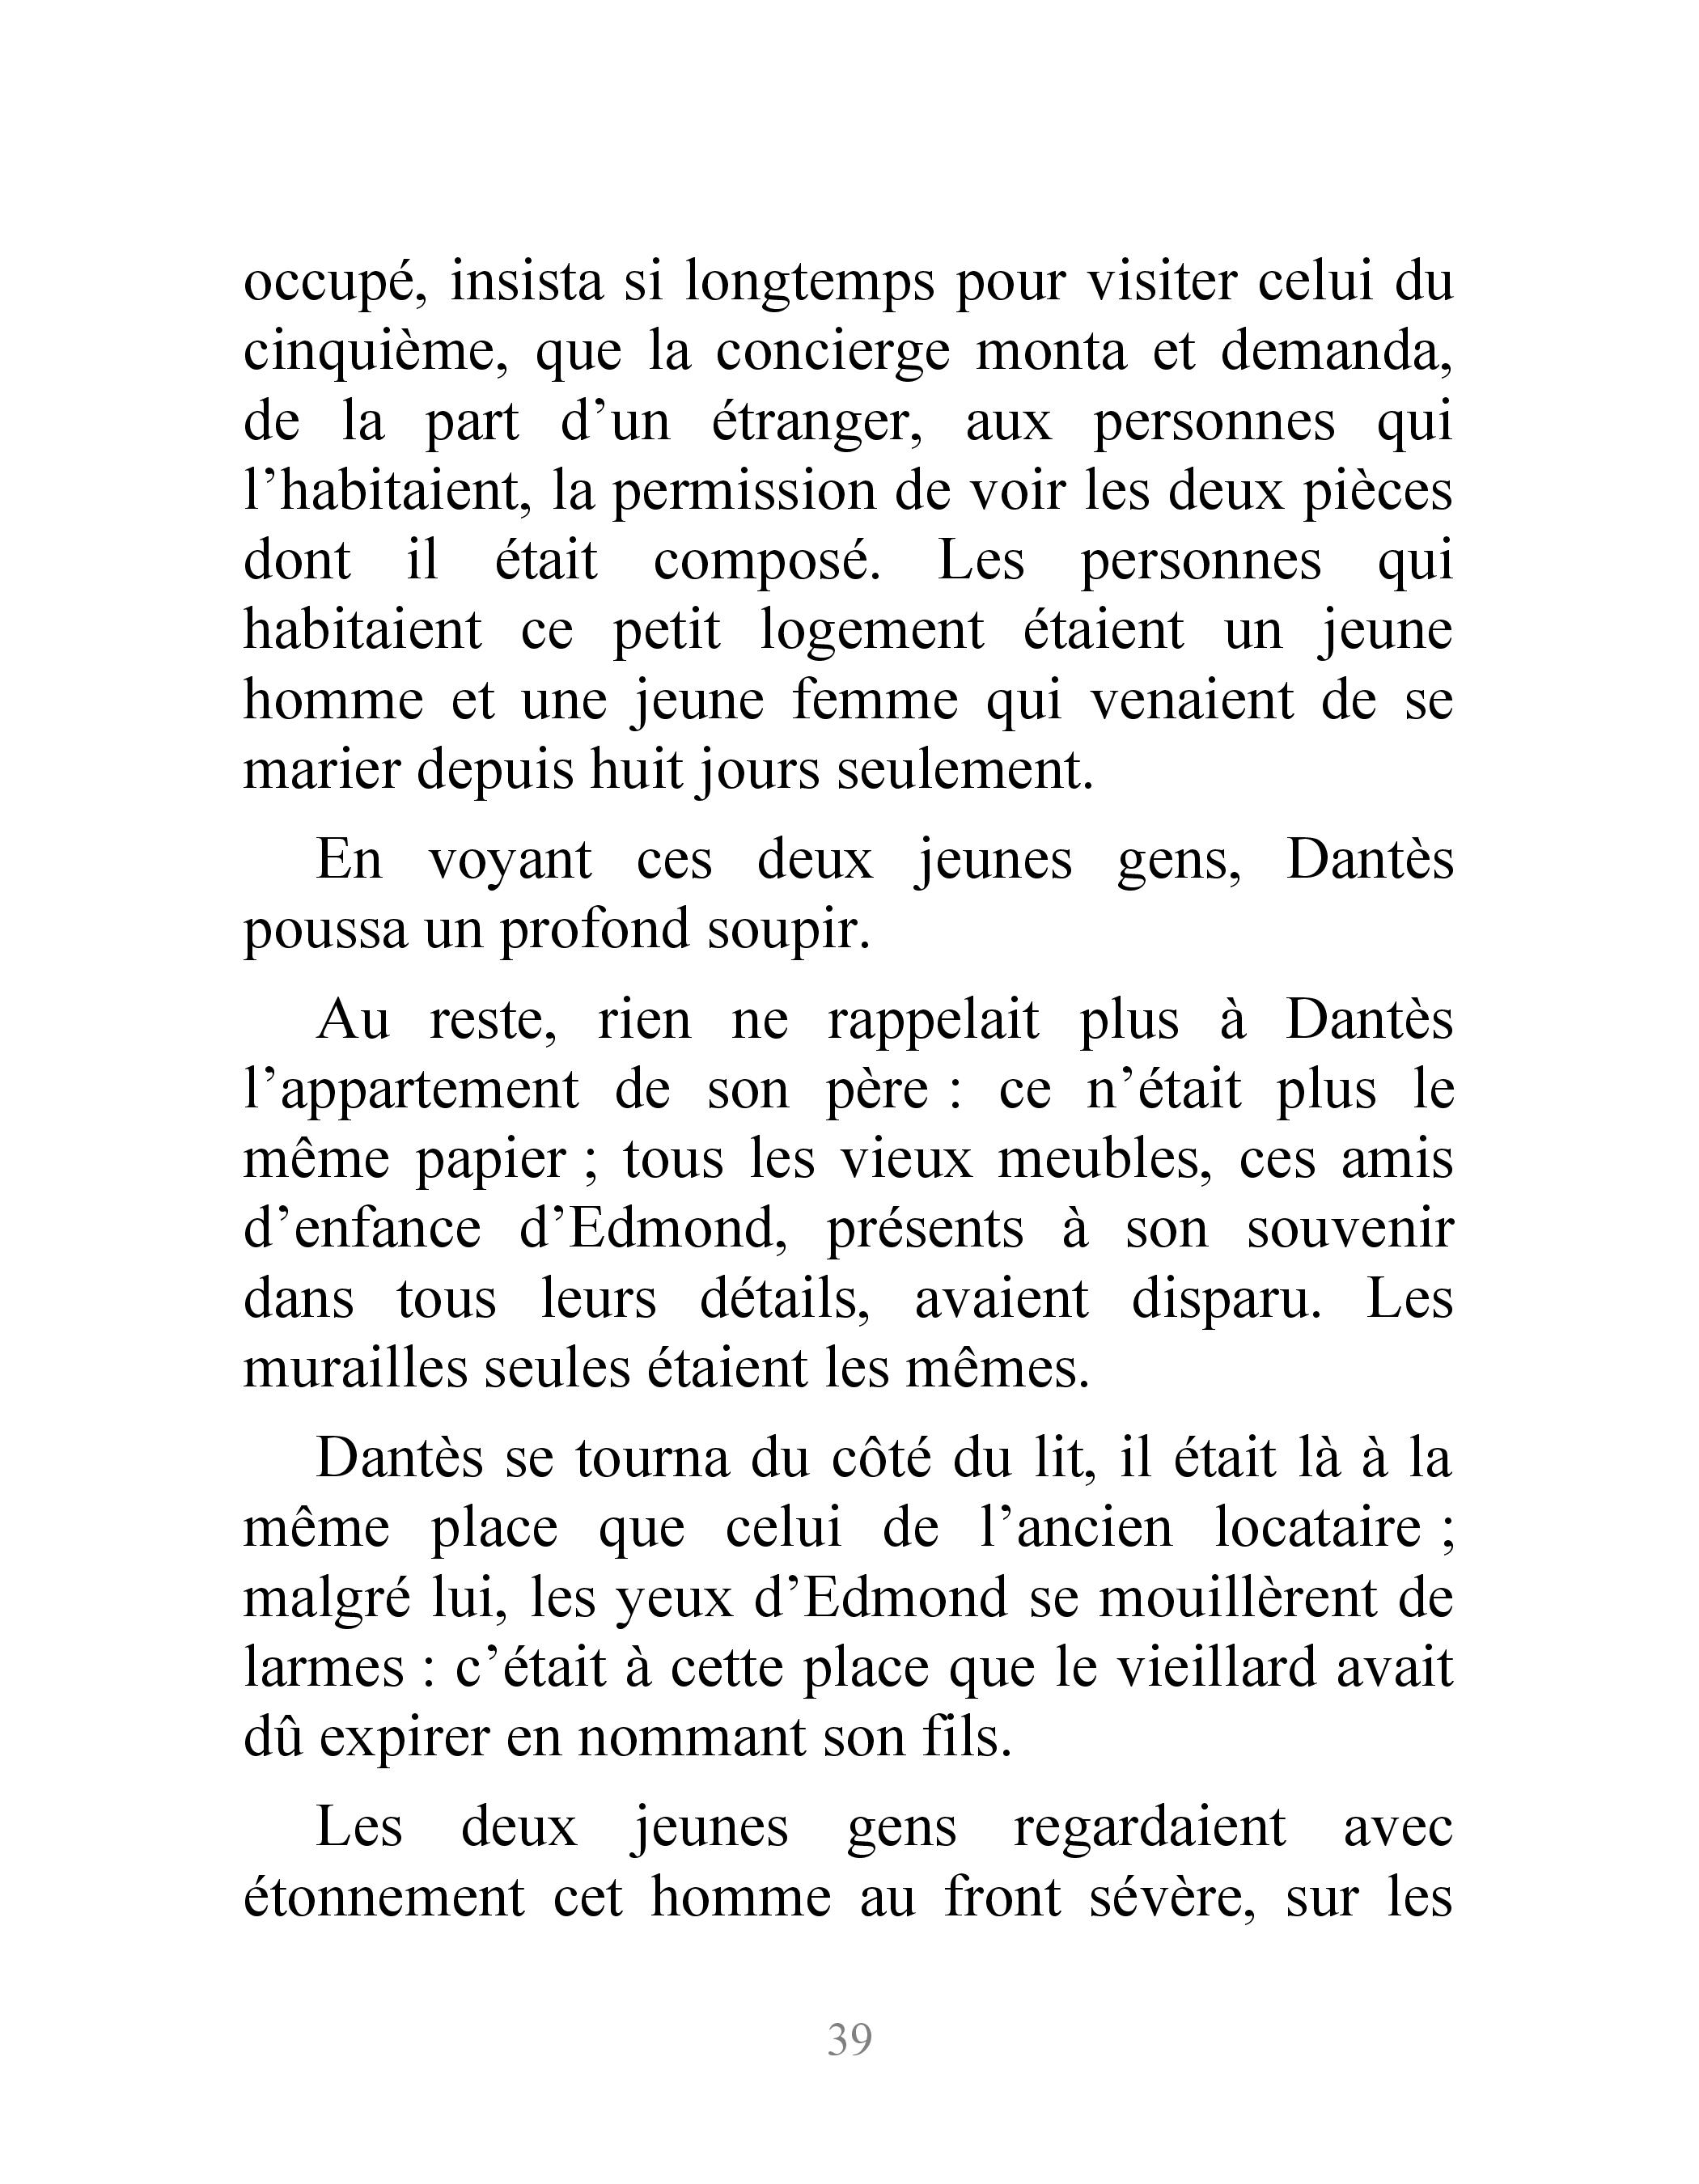 occupé, insista si longtemps pour visiter celui du
cinquième, que la concierge monta et demanda,
de la part d’un étranger, aux personnes qui
l’habitaient, la permission de voir les deux pièces
dont il était composé. Les personnes qui
habitaient ce petit logement étaient un jeune
homme et une jeune femme qui venaient de se
marier depuis huit jours seulement.
En voyant ces deux jeunes gens, Dantès
poussa un profond soupir.
Au reste, rien ne rappelait plus à Dantès
l’appartement de son père : ce n’était plus le
même papier ; tous les vieux meubles, ces amis
d’enfance d’Edmond, présents à son souvenir
dans tous leurs détails, avaient disparu. Les
murailles seules étaient les mêmes.
Dantès se tourna du côté du lit, il était là à la
même place que celui de l’ancien locataire ;
malgré lui, les yeux d’Edmond se mouillèrent de
larmes : c’était à cette place que le vieillard avait
dû expirer en nommant son fils.
Les deux jeunes gens regardaient avec
étonnement cet homme au front sévère, sur les
39